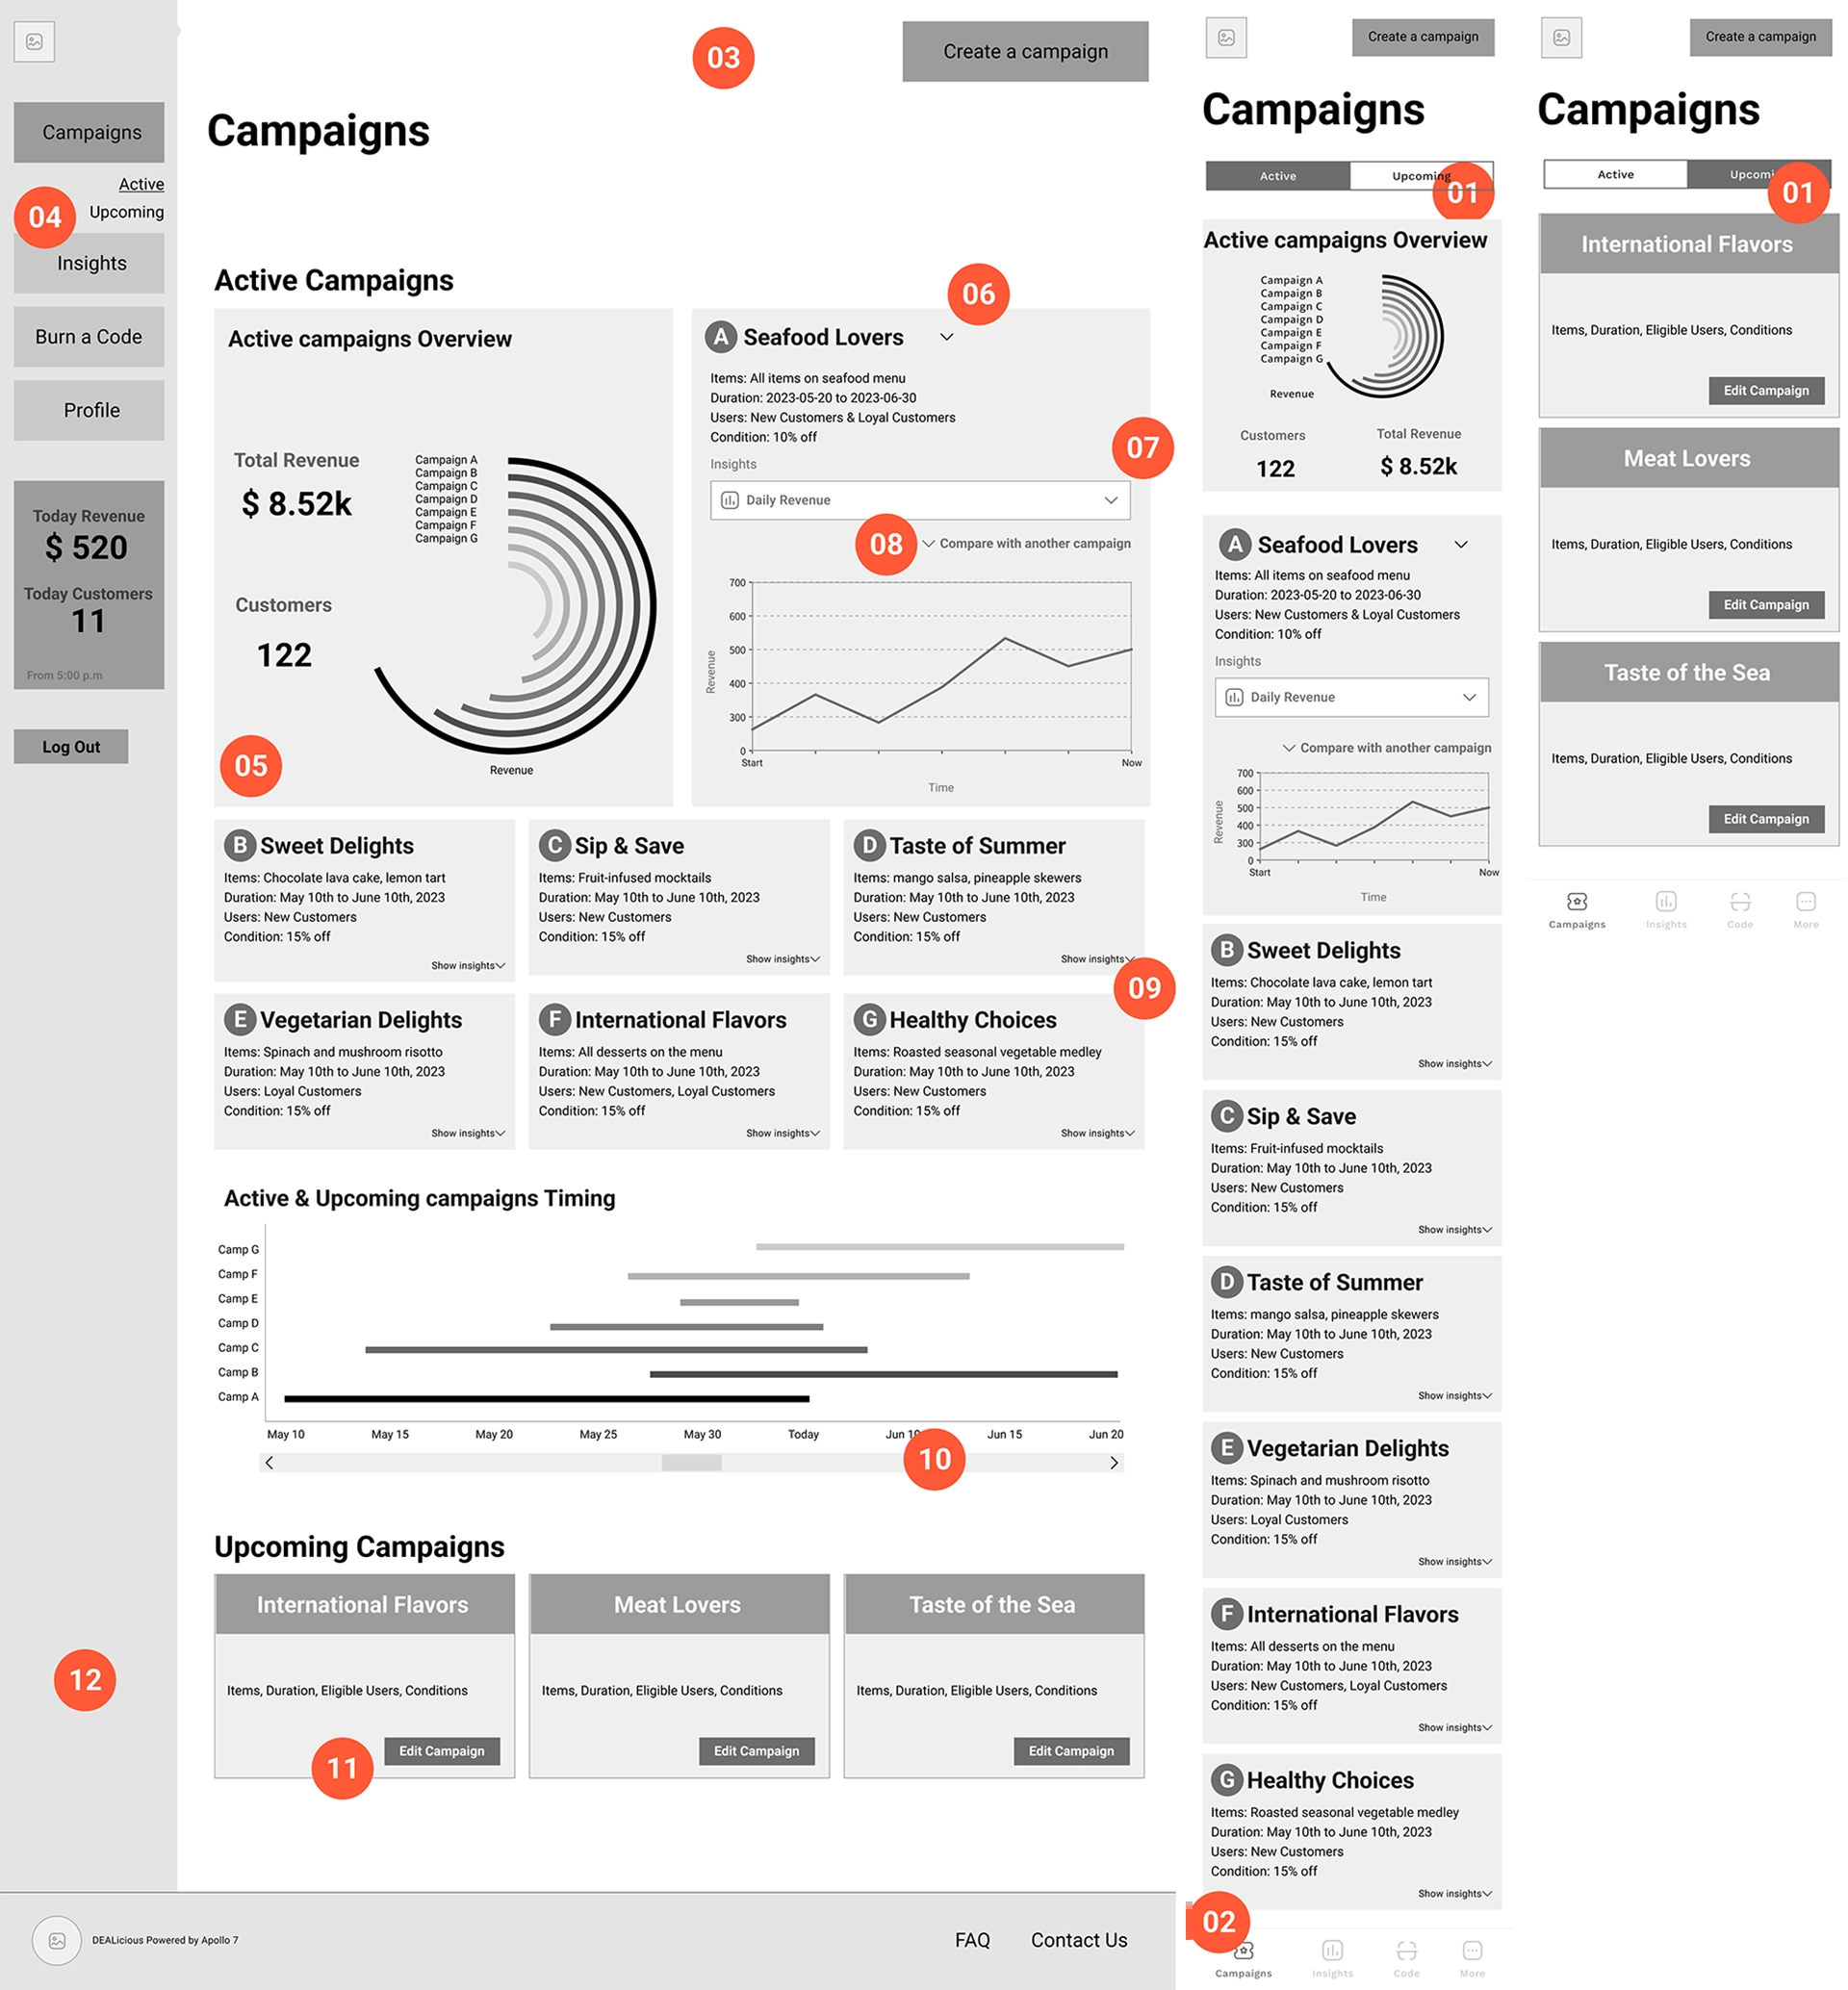 Campaigns
Active
04
Upcoming
Insights
Burn a Code
Profile
Today Revenue
$ 520
Today Customers
11
From 5:00 p.m
Log Out
12
03
Create a campaign
Campaigns
Active Campaigns
Active campaigns Overview
Total Revenue
$ 8.52k
Customers
122
Campaign A
Campaign B
Campaign C
Campaign D
Campaign E
Campaign F
Campaign G
Revenue
05
06
A Seafood Lovers
Items: All items on seafood menu
Duration: 2023-05-20 to 2023-06-30
Users: New Customers & Loyal Customers
Condition: 10% off
07
Insights
Daily Revenue
08
Compare with another campaign
700
600
500
400
300
0
Revenue
Start
Now
Time
B Sweet Delights
Items: Chocolate lava cake, lemon tart
Duration: May 10th to June 10th, 2023
Users: New Customers
Condition: 15% off
Show insights
C Sip & Save
Items: Fruit-infused mocktails
Duration: May 10th to June 10th, 2023
Users: New Customers
Condition: 15% off
Show insights
D Taste of Summer
Items: mango salsa, pineapple skewers
Duration: May 10th to June 10th, 2023
Users: New Customers
Condition: 15% off
Show insights
09
E Vegetarian Delights
Items: Spinach and mushroom risotto
Duration: May 10th to June 10th, 2023
Users: Loyal Customers
Condition: 15% off
Show insights
F International Flavors
Items: All desserts on the menu
Duration: May 10th to June 10th, 2023
Users: New Customers, Loyal Customers
Condition: 15% off
Show insights
G Healthy Choices
Items: Roasted seasonal vegetable medley
Duration: May 10th to June 10th, 2023
Users: New Customers
Condition: 15% off
Show insights
Active & Upcoming campaigns Timing
Camp G
Camp F
Camp E
Camp D
Camp C
Camp B
Camp A
May 10 May 15 May 20 May 25 May 30 Today Jun 10 Jun 15 Jun 20
10
Upcoming Campaigns
International Flavors
Items, Duration, Eligible Users, Conditions
Edit Campaign
11
Meat Lovers
Items, Duration, Eligible Users, Conditions
Edit Campaign
Taste of the Sea
Items, Duration, Eligible Users, Conditions
Edit Campaign
DEALicious Powered by Apollo 7
FAQ
Contact Us
Create a campaign
Campaigns
Active
Upcoming
01
Active campaigns Overview
Campaign A
Campaign B
Campaign C
Campaign D
Campaign E
Campaign F
Campaign G
Revenue
Customers
122
Total Revenue
$ 8.52k
A Seafood Lovers
Items: All items on seafood menu
Duration: 2023-05-20 to 2023-06-30
Users: New Customers & Loyal Customers
Condition: 10% off
Insights
Daily Revenue
Compare with another campaign
700
600
500
400
300
0
Revenue
Start
Now
Time
B Sweet Delights
Items: Chocolate lava cake, lemon tart
Duration: May 10th to June 10th, 2023
Users: New Customers
Condition: 15% off
Show insights
C Sip & Save
Items: Fruit-infused mocktails
Duration: May 10th to June 10th, 2023
Users: New Customers
Condition: 15% off
Show insights
D Taste of Summer
Items: mango salsa, pineapple skewers
Duration: May 10th to June 10th, 2023
Users: New Customers
Condition: 15% off
Show insights
E Vegetarian Delights
Items: Spinach and mushroom risotto
Duration: May 10th to June 10th, 2023
Users: Loyal Customers
Condition: 15% off
Show insights
F International Flavors
Items: All desserts on the menu
Duration: May 10th to June 10th, 2023
Users: New Customers, Loyal Customers
Condition: 15% off
Show insights
G Healthy Choices
Items: Roasted seasonal vegetable medley
Duration: May 10th to June 10th, 2023
Users: New Customers
Condition: 15% off
Show insights
02
Campaigns
Insights
Code
More
Create a campaign
Campaigns
Active
Upcomi
01
International Flavors
Items, Duration, Eligible Users, Conditions
Edit Campaign
Meat Lovers
Items, Duration, Eligible Users, Conditions
Edit Campaign
Taste of the Sea
Items, Duration, Eligible Users, Conditions
Edit Campaign
Campaigns
Insights
Code
More